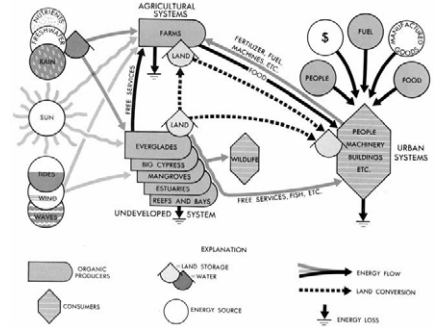 AGRICULTURAL
SYSTEMS
NUTRIENTS
FRESHWATER
RAIN
FARMS
LAND
FERTILIZER, FUEL,
MACHINES, ETC.
FOOD
$
FUEL
MANUFACTURED
GOODS
PEOPLE
FOOD
SUN
FREE SERVICES
LAND
EVERGLADES
BIG CYPRESS
MANGROVES
ESTUARIES
REEFS AND BAYS
UNDEVELOPED SYSTEM
WILDLIFE
PEOPLE
MACHINERY
BUILDINGS
ETC.
URBAN
SYSTEMS
TIDES
WIND
WAVES
FREE SERVICES, FISH, ETC.
EXPLANATION
ORGANIC
PRODUCERS
LAND STORAGE
WATER
ENERGY FLOW
LAND CONVERSION
CONSUMERS
ENERGY SOURCE
ENERGY LOSS